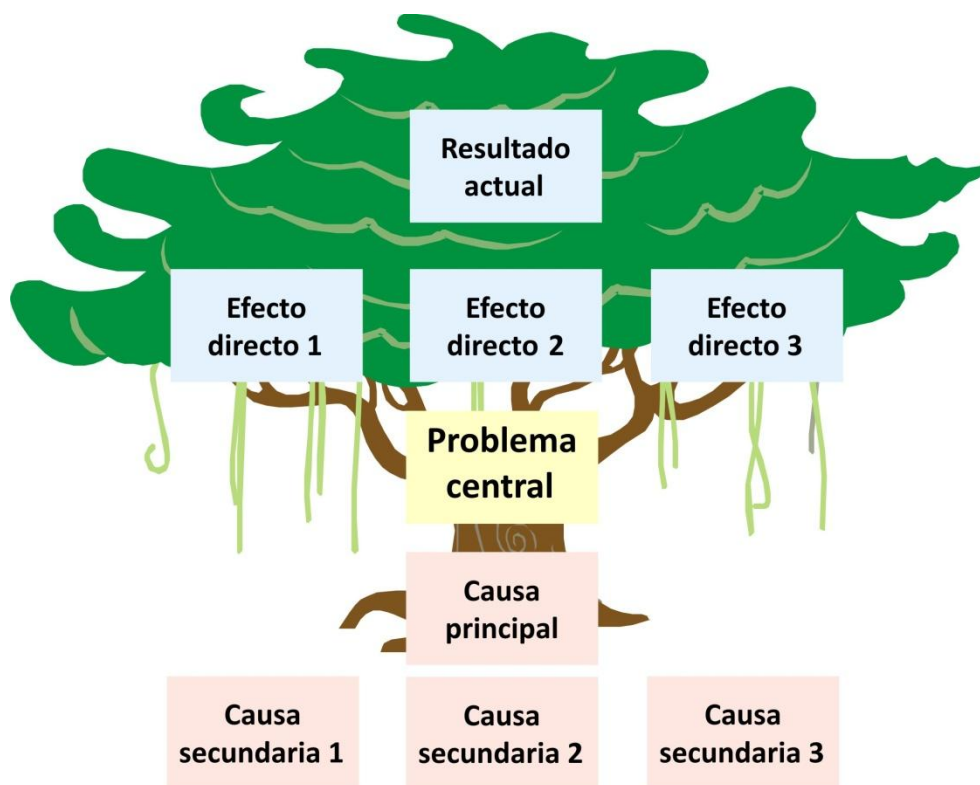 Resultado
actual
Efecto
directo 1
Efecto
directo 2
Efecto
directo 3
Problema
central
Causa
principal
Causa
secundaria 1
Causa
secundaria 2
Causa
secundaria 3